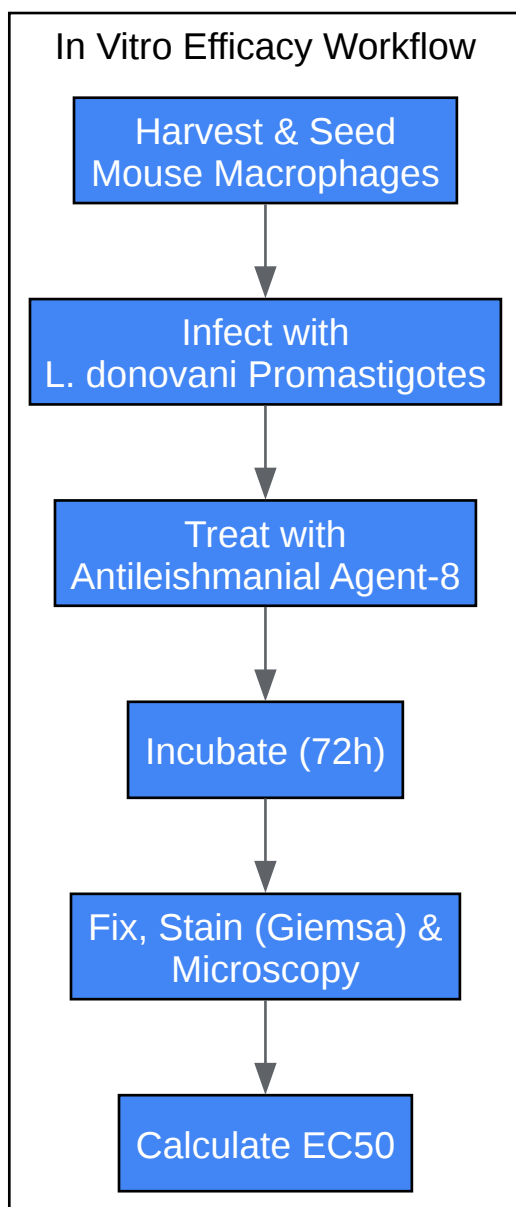 In Vitro Efficacy Workflow
Harvest & Seed
Mouse Macrophages
Infect with
L. donovani Promastigotes
Treat with
Antileishmanial Agent-8
Incubate (72h)
Fix, Stain (Giemsa) &
Microscopy
Calculate EC50